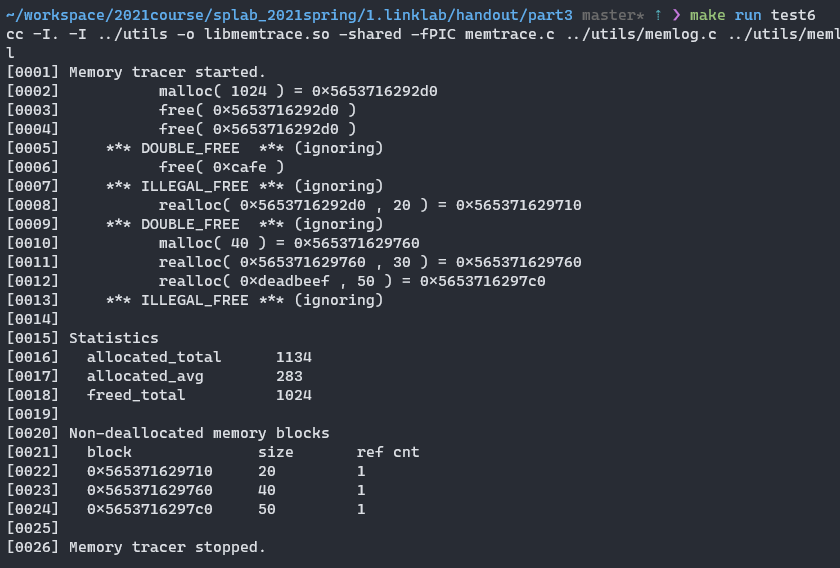 ~/workspace/2021course/splab_2021spring/1.linklab/handout/part3 master* ↑ ❯ make run test6
cc -I. -I ../utils -o libmemtrace.so -shared -fPIC memtrace.c ../utils/memlog.c ../utils/meml
l
[0001] Memory tracer started.
[0002]           malloc( 1024 ) = 0x5653716292d0
[0003]           free( 0x5653716292d0 )
[0004]           free( 0x5653716292d0 )
[0005]     *** DOUBLE_FREE  *** (ignoring)
[0006]           free( 0xcafe )
[0007]     *** ILLEGAL_FREE *** (ignoring)
[0008]           realloc( 0x5653716292d0 , 20 ) = 0x565371629710
[0009]     *** DOUBLE_FREE  *** (ignoring)
[0010]           malloc( 40 ) = 0x565371629760
[0011]           realloc( 0x565371629760 , 30 ) = 0x565371629760
[0012]           realloc( 0xdeadbeef , 50 ) = 0x5653716297c0
[0013]     *** ILLEGAL_FREE *** (ignoring)
[0014]
[0015] Statistics
[0016]   allocated_total      1134
[0017]   allocated_avg        283
[0018]   freed_total          1024
[0019]
[0020] Non-deallocated memory blocks
[0021]   block              size       ref cnt
[0022]   0x565371629710     20         1
[0023]   0x565371629760     40         1
[0024]   0x5653716297c0     50         1
[0025]
[0026] Memory tracer stopped.